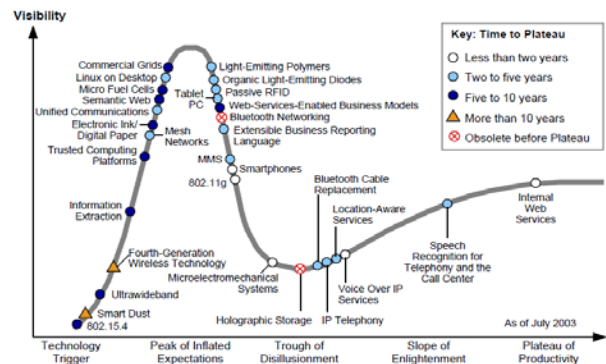 Visibility
Key: Time to Plateau
Less than two years
Two to five years
Five to 10 years
More than 10 years
Obsolete before Plateau
Commercial Grids
Linux on Desktop
Micro Fuel Cells
Semantic Web
Unified Communications
Electronic Ink/
Digital Paper
Mesh
Networks
Trusted Computing
Platforms
Information
Extraction
Fourth-Generation
Wireless Technology
Ultrawideband
Smart Dust
802.15.4
Light-Emitting Polymers
Organic Light-Emitting Diodes
Passive RFID
Tablet
PC
Web-Services-Enabled Business Models
Bluetooth Networking
Extensible Business Reporting
Language
MMS
Smartphones
802.11g
Microelectromechanical
Systems
Holographic Storage
Bluetooth Cable
Replacement
IP Telephony
Location-Aware
Services
Voice Over IP
Services
Speech
Recognition for
Telephony and the
Call Center
Internal
Web
Services
As of July 2003
Technology
Trigger
Peak of Inflated
Expectations
Trough of
Disillusionment
Slope of
Enlightenment
Plateau of
Productivity